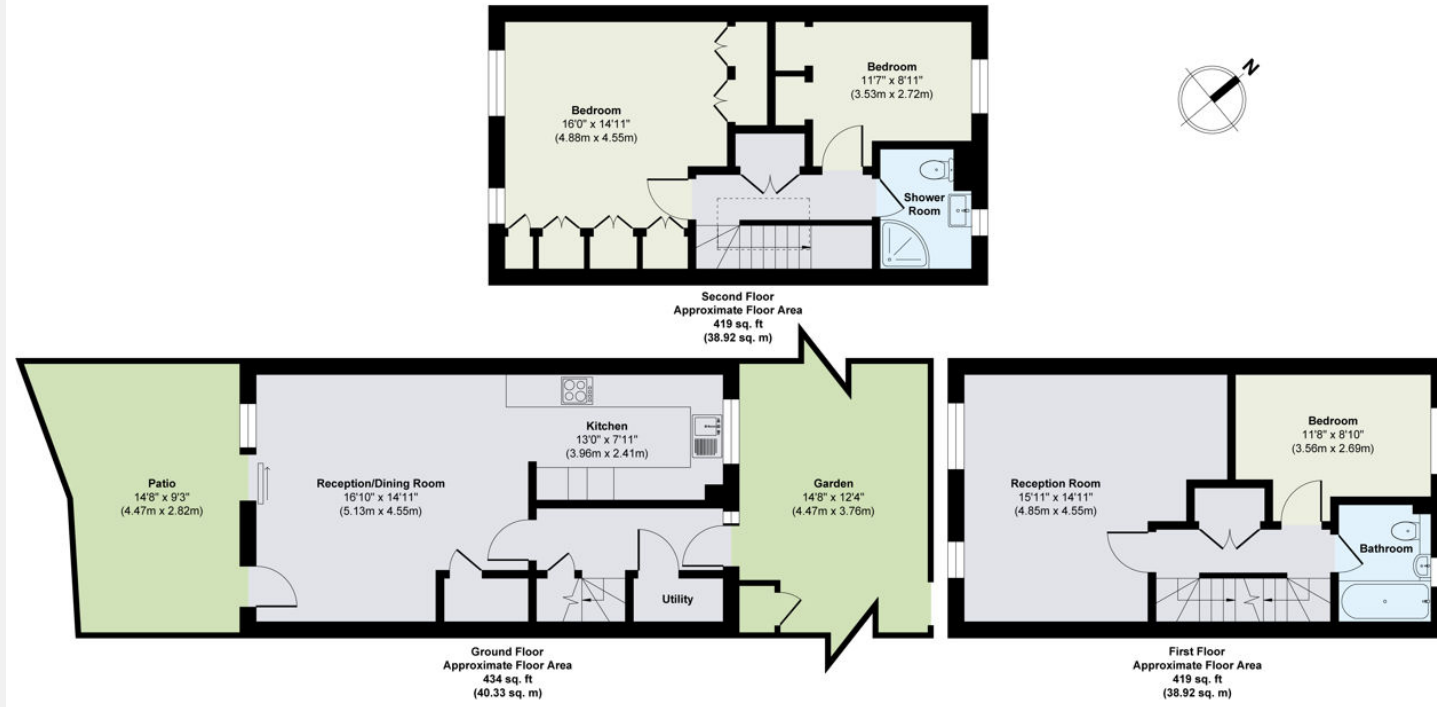 Bedroom
16'0" x 14'11"
(4.88m x 4.55m)
Bedroom
11'7" x 8'11"
(3.53m x 2.72m)
Shower
Room
N
Second Floor
Approximate Floor Area
419 sq. ft
(38.92 sq. m)
Patio
14'8" x 9'3"
(4.47m x 2.82m)
Reception/Dining Room
16'10" x 14'11"
(5.13m x 4.55m)
Kitchen
13'0" x 7'11"
(3.96m x 2.41m)
Utility
Garden
14'8" x 12'4"
(4.47m x 3.76m)
Ground Floor
Approximate Floor Area
434 sq. ft
(40.33 sq. m)
Reception Room
15'11" x 14'11"
(4.85m x 4.55m)
Bedroom
11'8" x 8'10"
(3.56m x 2.69m)
Bathroom
First Floor
Approximate Floor Area
419 sq. ft
(38.92 sq. m)